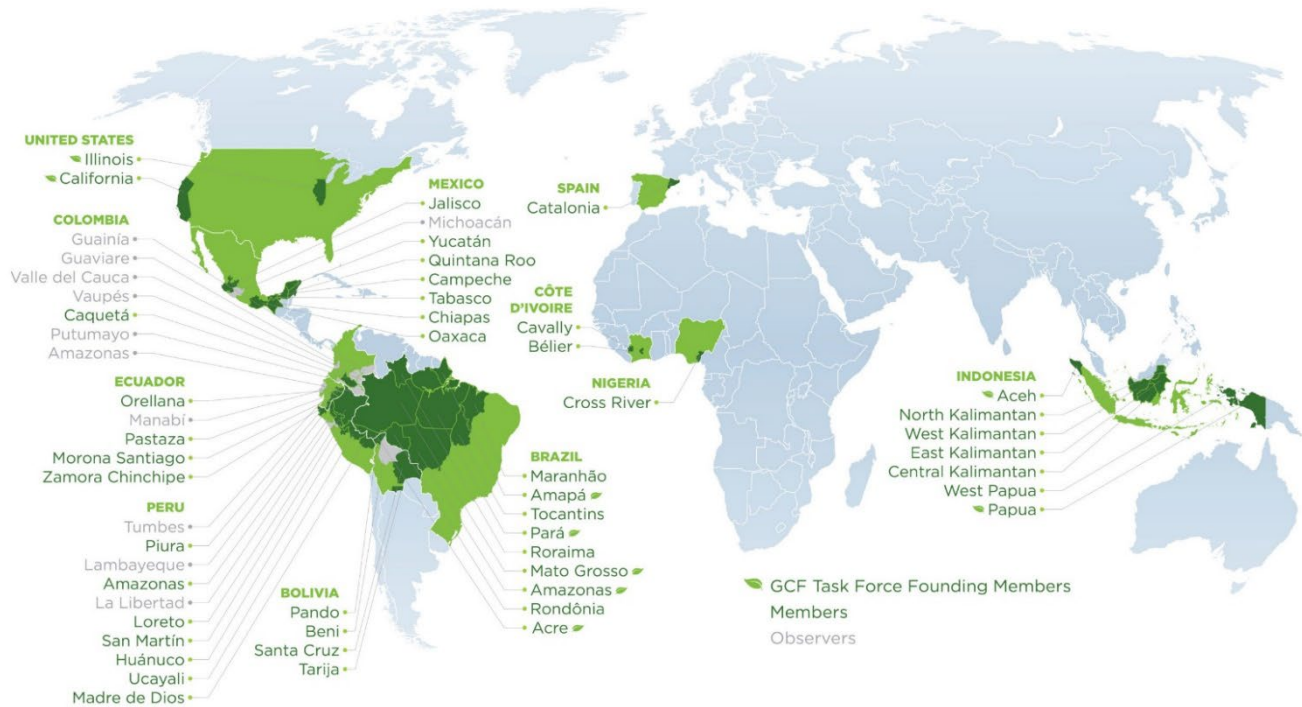 UNITED STATES
Illinois
California
COLOMBIA
Guainía
Guaviare
Valle del Cauca
Vaupés
Caquetá
Putumayo
Amazonas
ECUADOR
Orellana
Manabí
Pastaza
Morona Santiago
Zamora Chinchipe
PERU
Tumbes
Piura
Lambayeque
Amazonas
La Libertad
Loreto
San Martín
Huánuco
Ucayali
Madre de Dios
MEXICO
Jalisco
Michoacán
Yucatán
Quintana Roo
Campeche
Tabasco
Chiapas
Oaxaca
BOLIVIA
Pando
Beni
Santa Cruz
Tarija
BRAZIL
Maranhão
Amapá
Tocantins
Pará
Roraima
Mato Grosso
Amazonas
Rondônia
Acre
SPAIN
Catalonia
CÔTE
D'IVOIRE
Cavally
Bélier
NIGERIA
Cross River
INDONESIA
Aceh
North Kalimantan
West Kalimantan
East Kalimantan
Central Kalimantan
West Papua
Papua
GCF Task Force Founding Members
Members
Observers